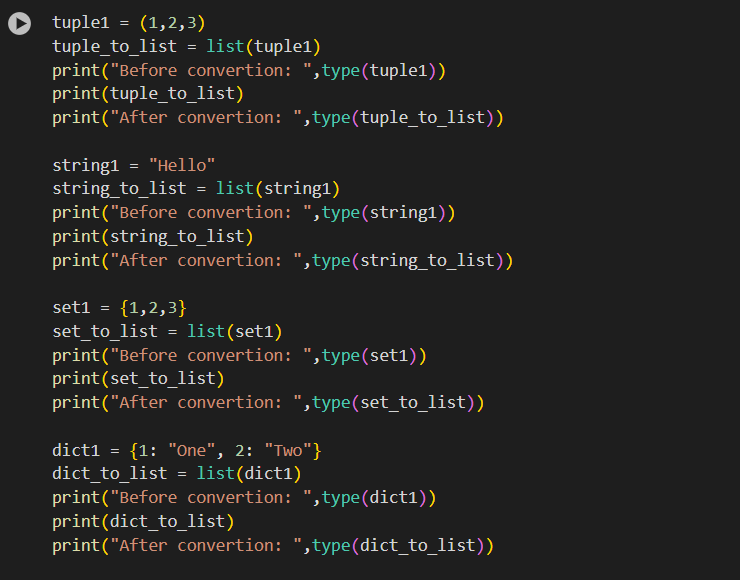 tuple1 = (1,2,3)
tuple_to_list = list(tuple1)
print("Before convertion: ",type(tuple1))
print(tuple_to_list)
print("After convertion: ",type(tuple_to_list))

string1 = "Hello"
string_to_list = list(string1)
print("Before convertion: ",type(string1))
print(string_to_list)
print("After convertion: ",type(string_to_list))

set1 = {1,2,3}
set_to_list = list(set1)
print("Before convertion: ",type(set1))
print(set_to_list)
print("After convertion: ",type(set_to_list))

dict1 = {1: "One", 2: "Two"}
dict_to_list = list(dict1)
print("Before convertion: ",type(dict1))
print(dict_to_list)
print("After convertion: ",type(dict_to_list))